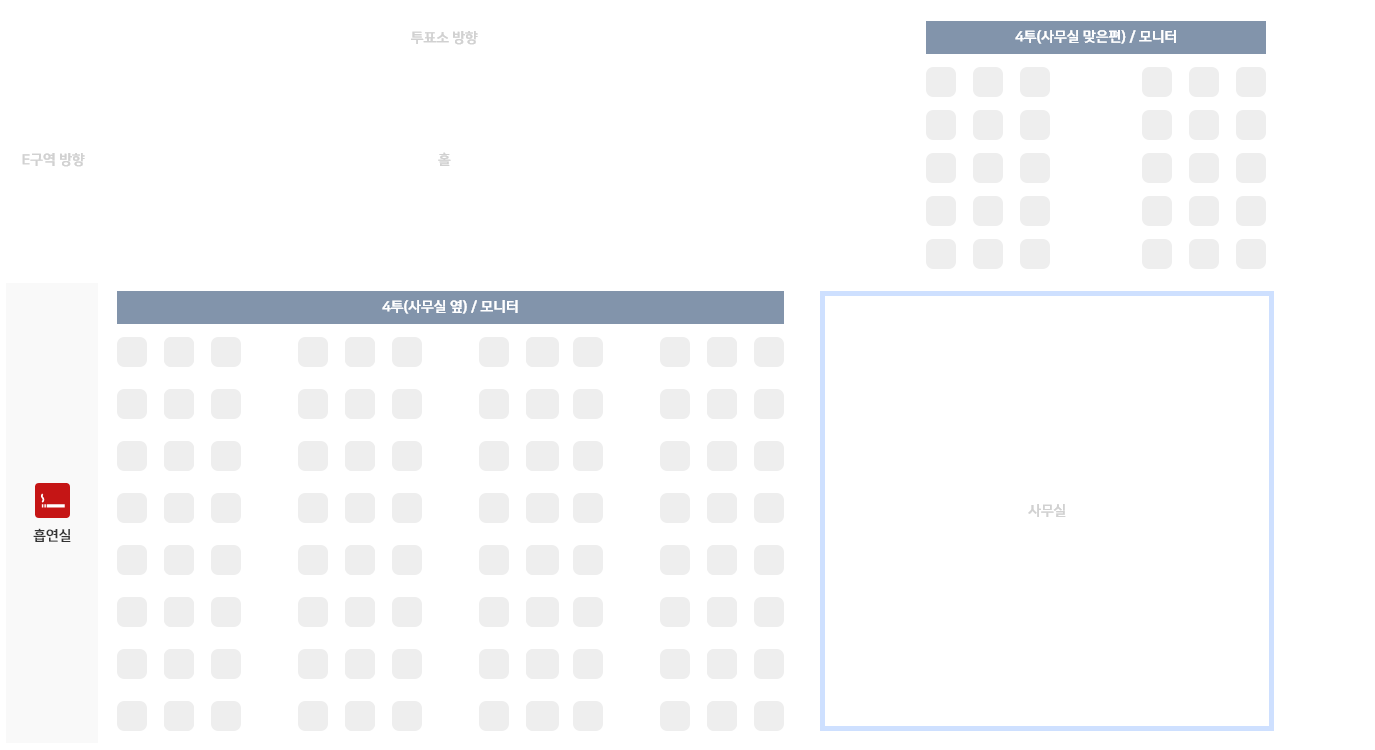 투표소 방향
4투(사무실 맞은편) / 모니터
E구역 방향
홀
4투(사무실 옆) / 모니터
흡연실
사무실